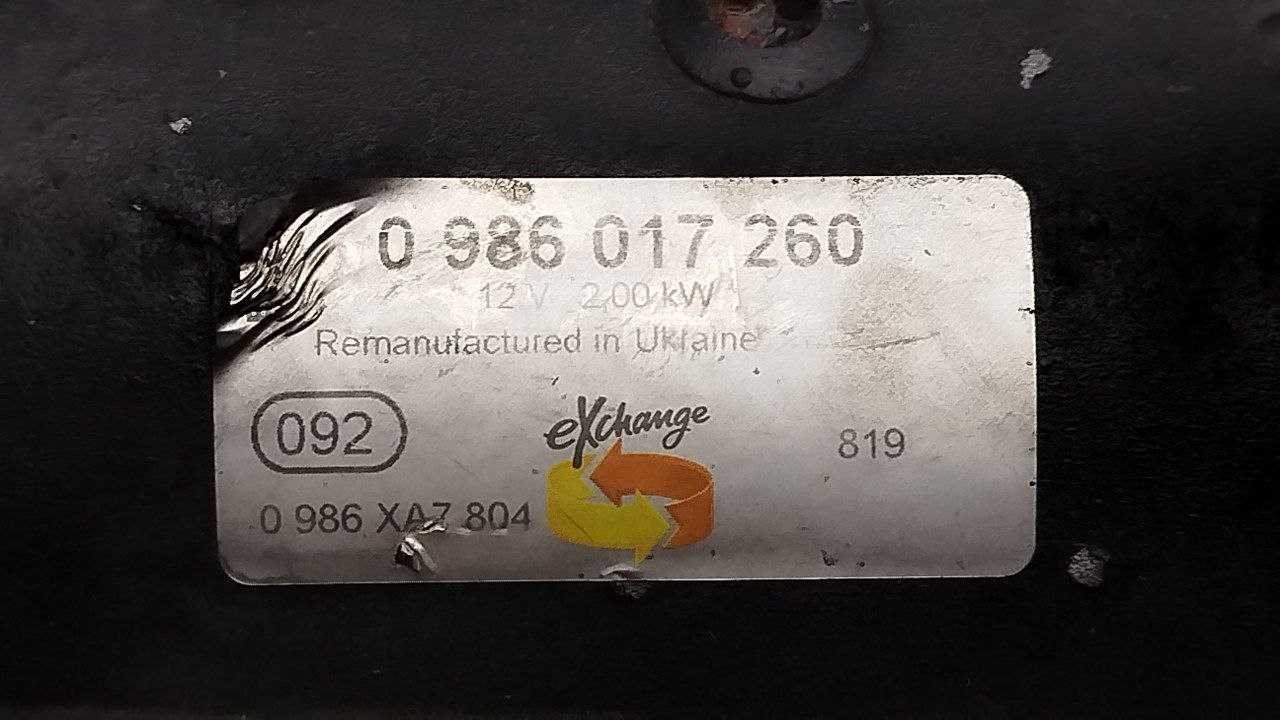 0 986 017 260
12 V 2,00 kW
Remanufactured in Ukraine
eXchange
092
819
0 986 XA7 804